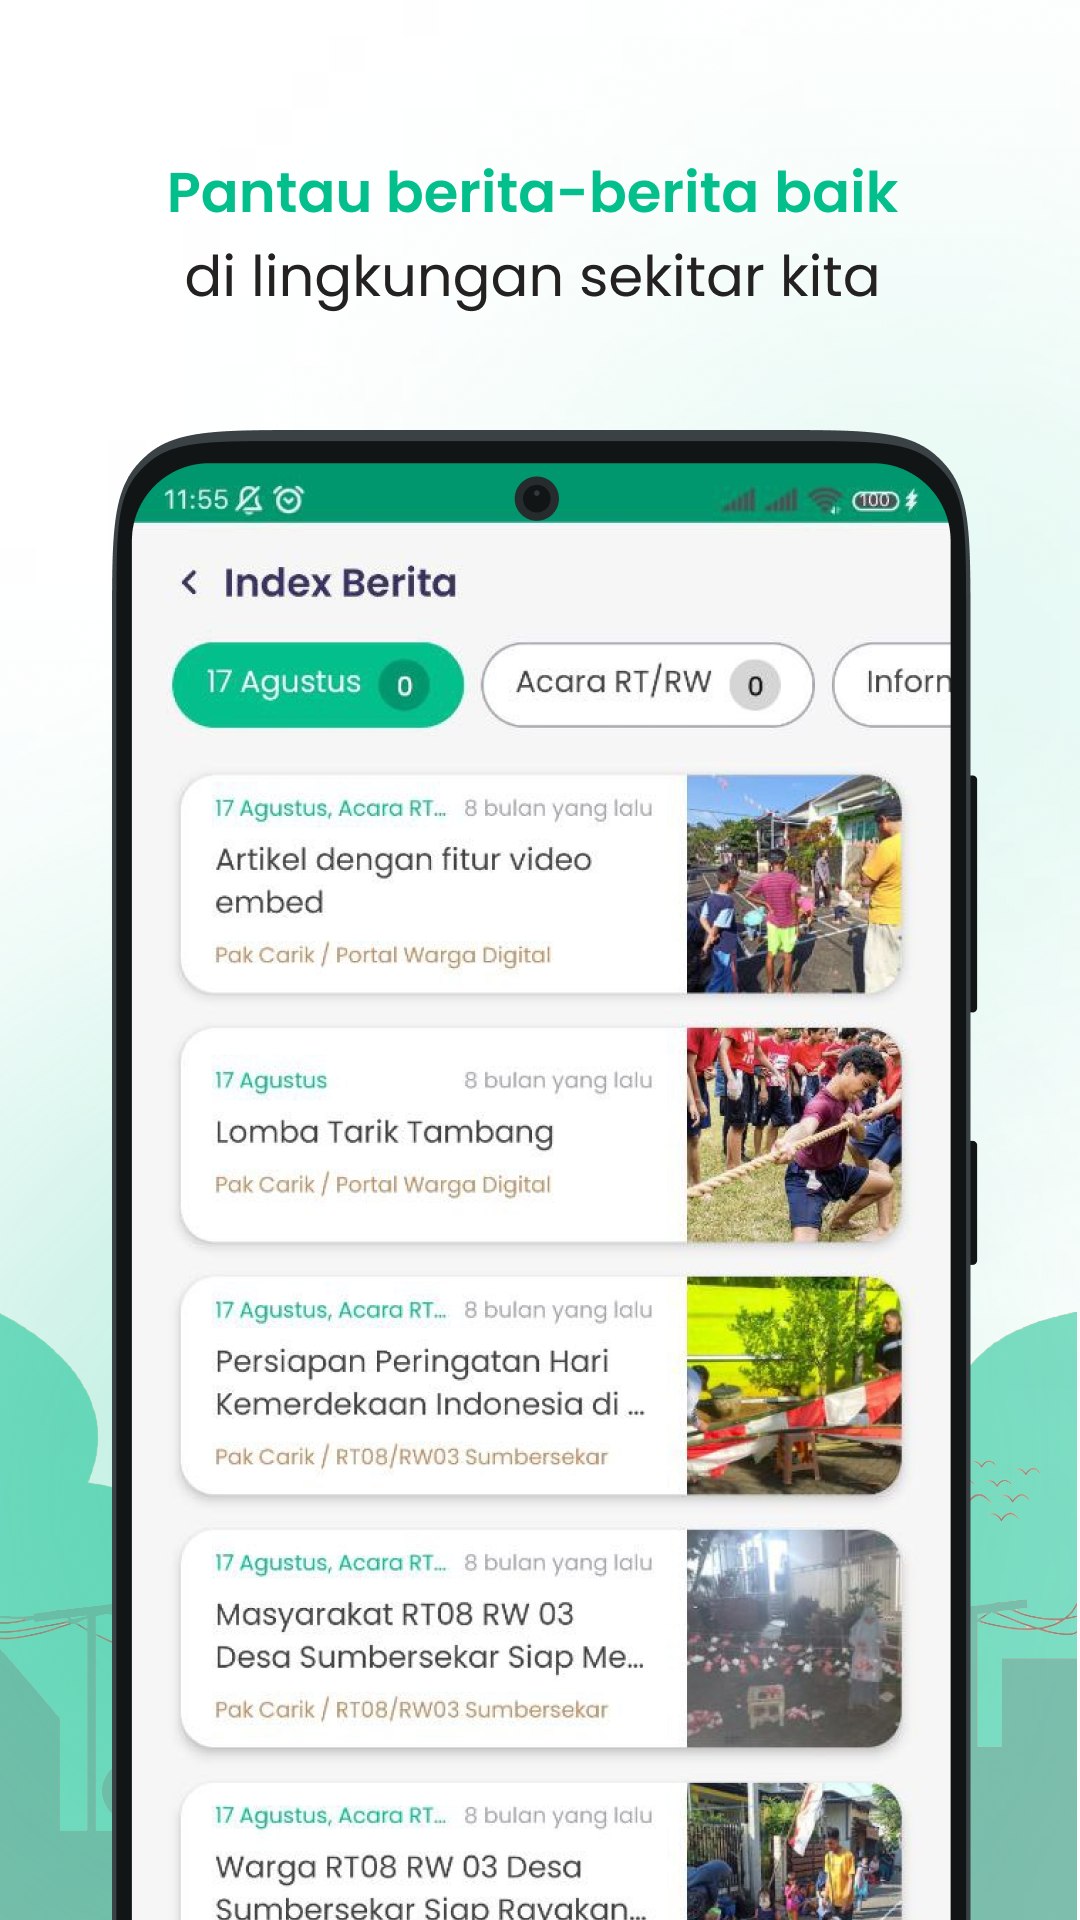 Pantau berita-berita baik
di lingkungan sekitar kita
11:55
100
Index Berita
17 Agustus 0
Acara RT/RW 0
Inforn
17 Agustus, Acara RT... 8 bulan yang lalu
Artikel dengan fitur video
embed
Pak Carik / Portal Warga Digital
17 Agustus 8 bulan yang lalu
Lomba Tarik Tambang
Pak Carik / Portal Warga Digital
17 Agustus, Acara RT... 8 bulan yang lalu
Persiapan Peringatan Hari
Kemerdekaan Indonesia di ...
Pak Carik / RT08/RW03 Sumbersekar
17 Agustus, Acara RT... 8 bulan yang lalu
Masyarakat RT08 RW 03
Desa Sumbersekar Siap Me...
Pak Carik / RT08/RW03 Sumbersekar
17 Agustus, Acara RT... 8 bulan yang lalu
Warga RT08 RW 03 Desa
Sumbersekar Siap Rayakan...